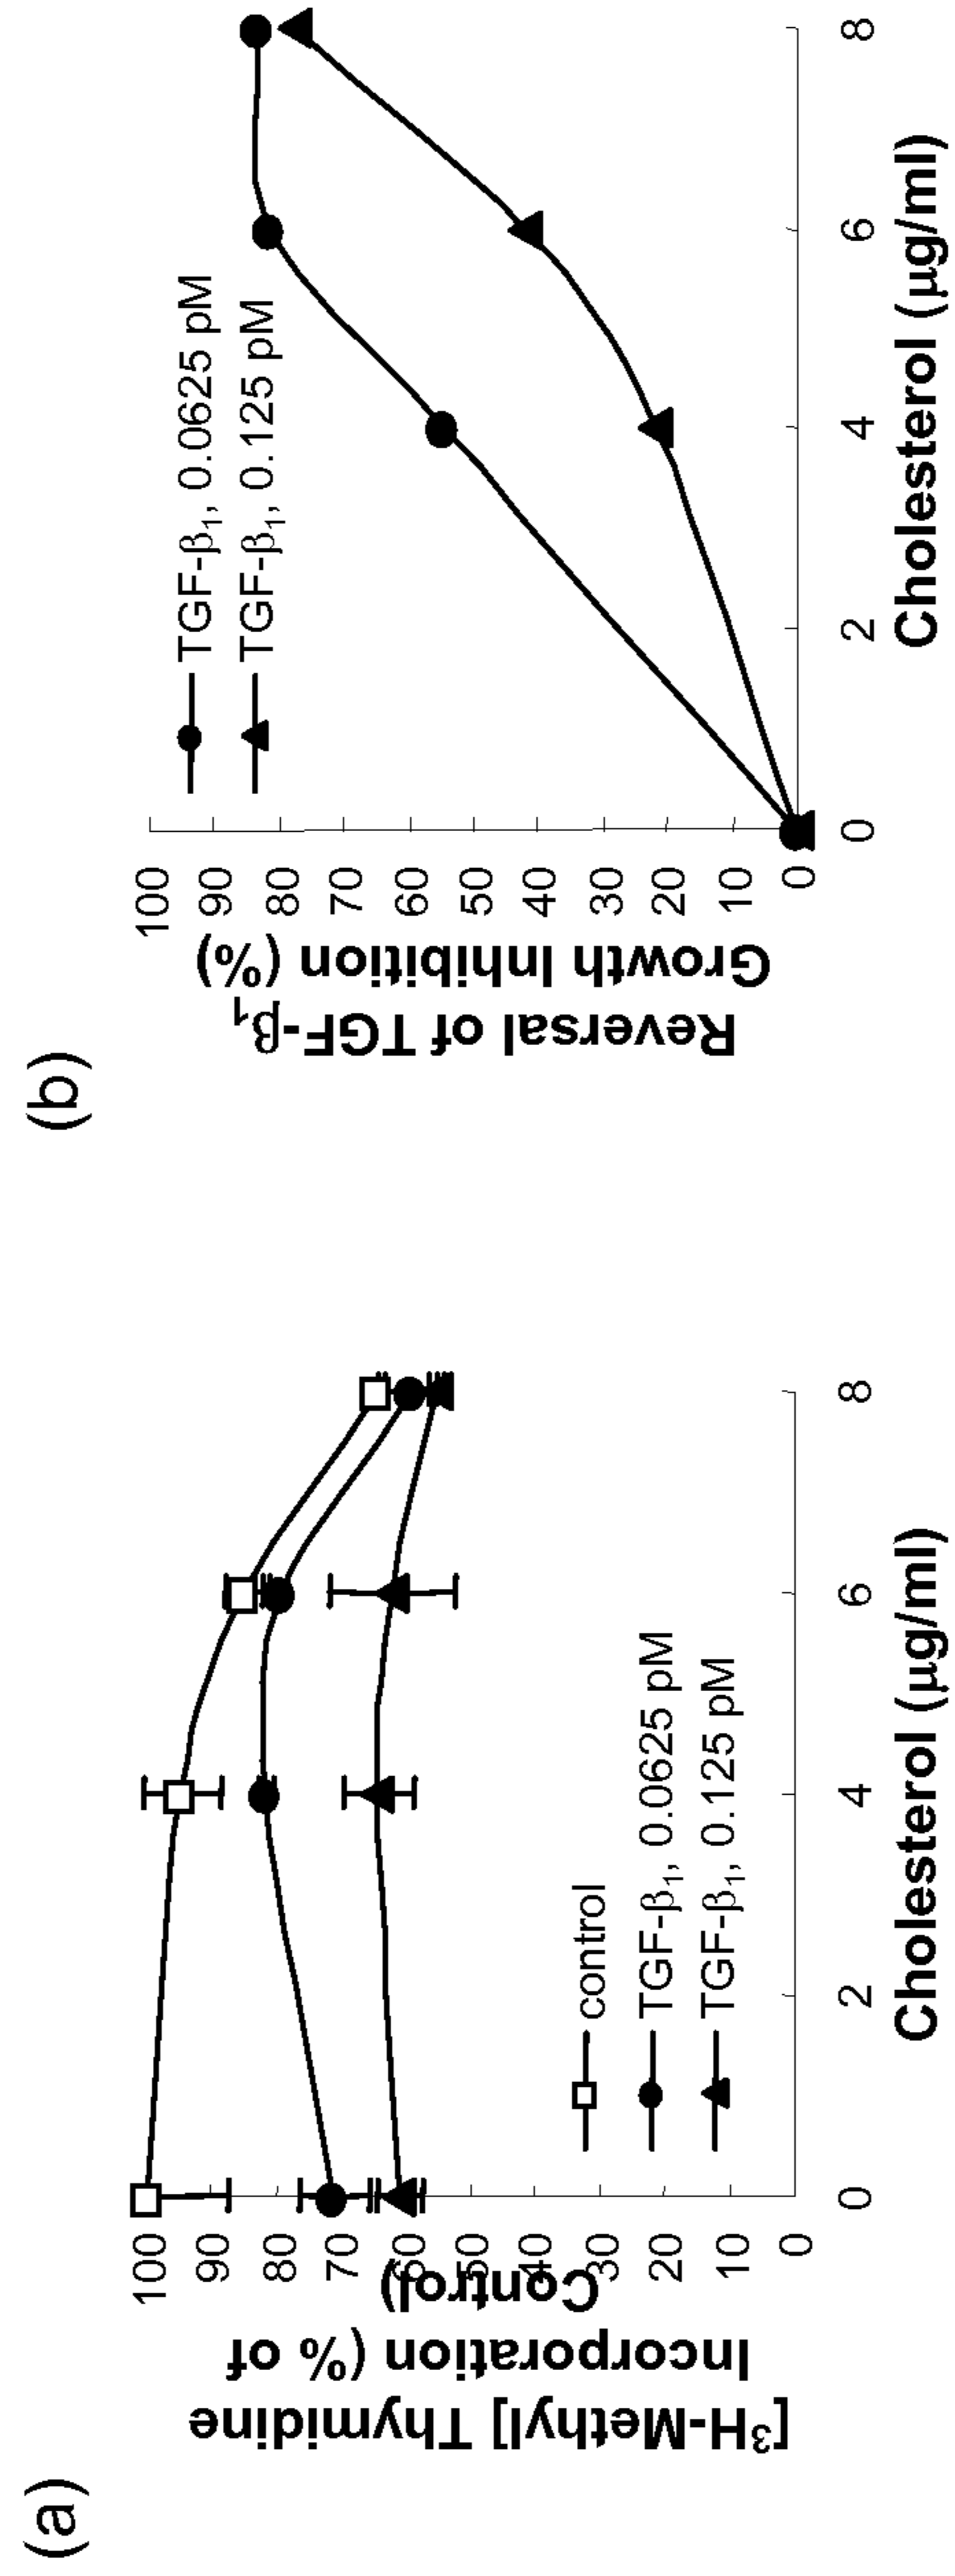 (a)
[³H-Methyl] Thymidine
Incorporation (% of
Control)
100
90
80
70
60
50
40
30
20
10
0
control
TGF-β₁, 0.0625 pM
TGF-β₁, 0.125 pM
0 2 4 6 8
Cholesterol (μg/ml)
(b)
Reversal of TGF-β₁
Growth Inhibition (%)
100
90
80
70
60
50
40
30
20
10
0
TGF-β₁, 0.0625 pM
TGF-β₁, 0.125 pM
0 2 4 6 8
Cholesterol (μg/ml)